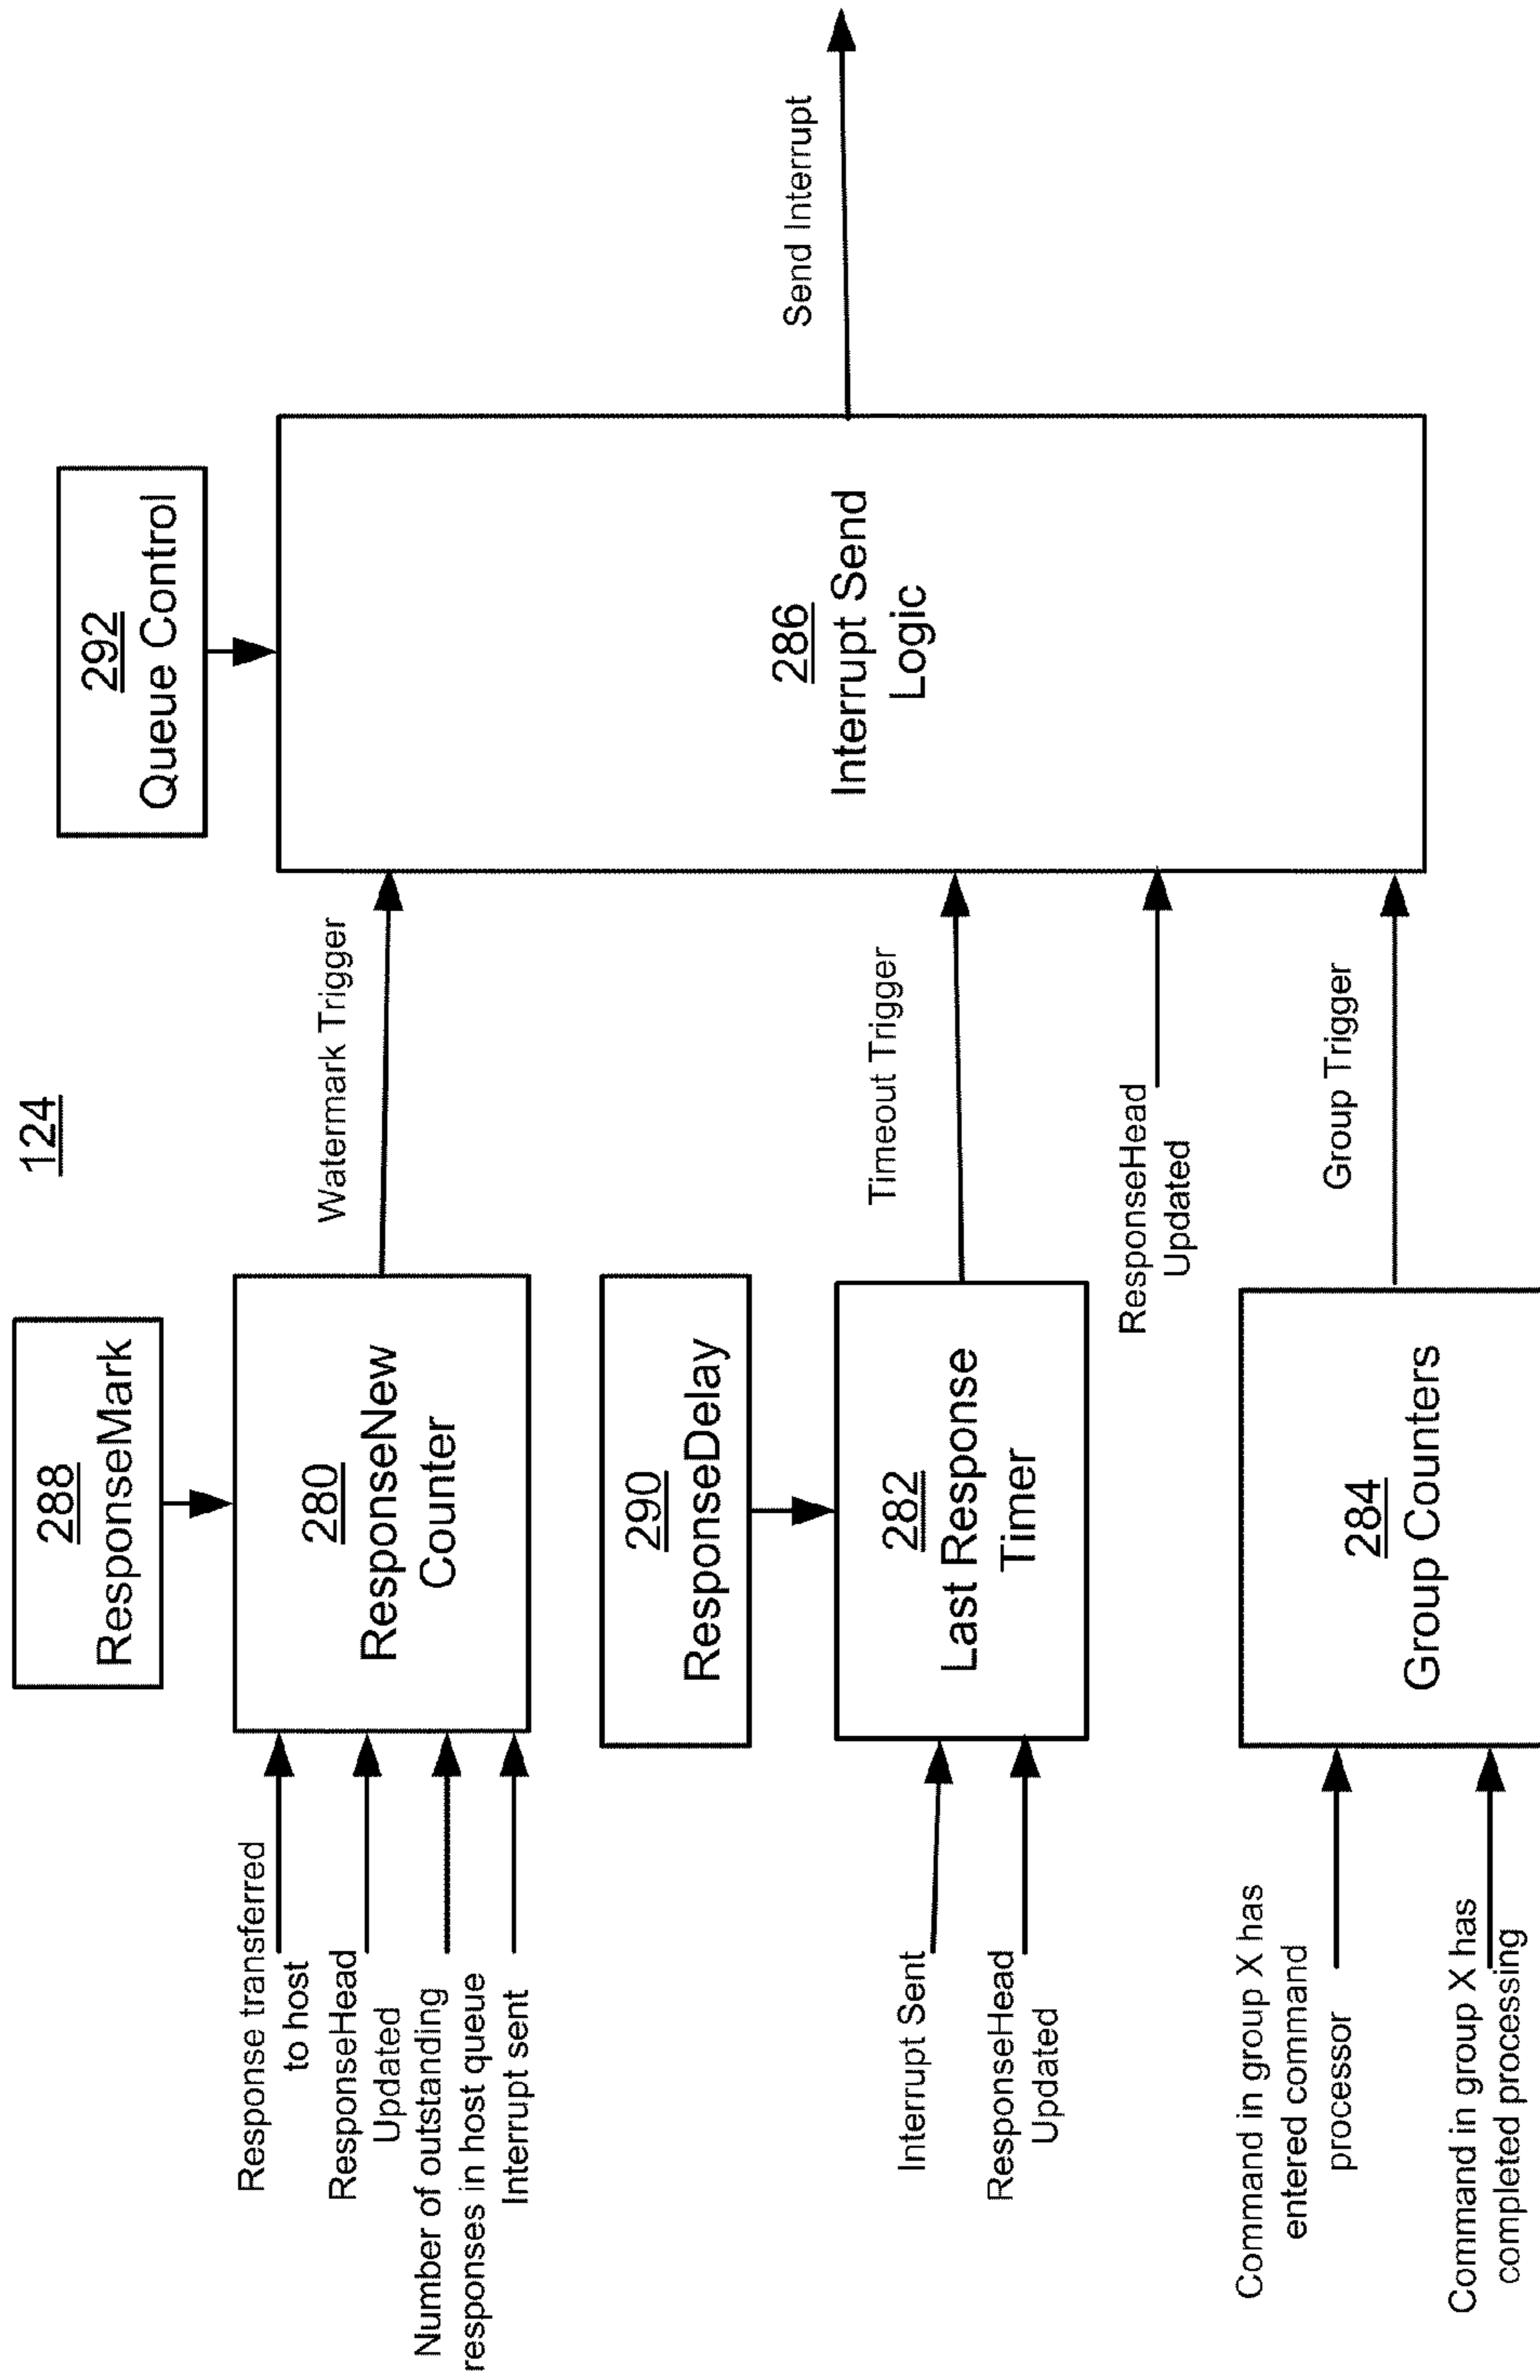 124
288
ResponseMark
Response transferred
to host
ResponseHead
Updated
Number of outstanding
responses in host queue
Interrupt sent
280
ResponseNew
Counter
Watermark Trigger
292
Queue Control
290
ResponseDelay
Interrupt Sent
ResponseHead
Updated
282
Last Response
Timer
Timeout Trigger
ResponseHead
Updated
286
Interrupt Send
Logic
Send Interrupt
Command in group X has
entered command
processor
Command in group X has
completed processing
284
Group Counters
Group Trigger